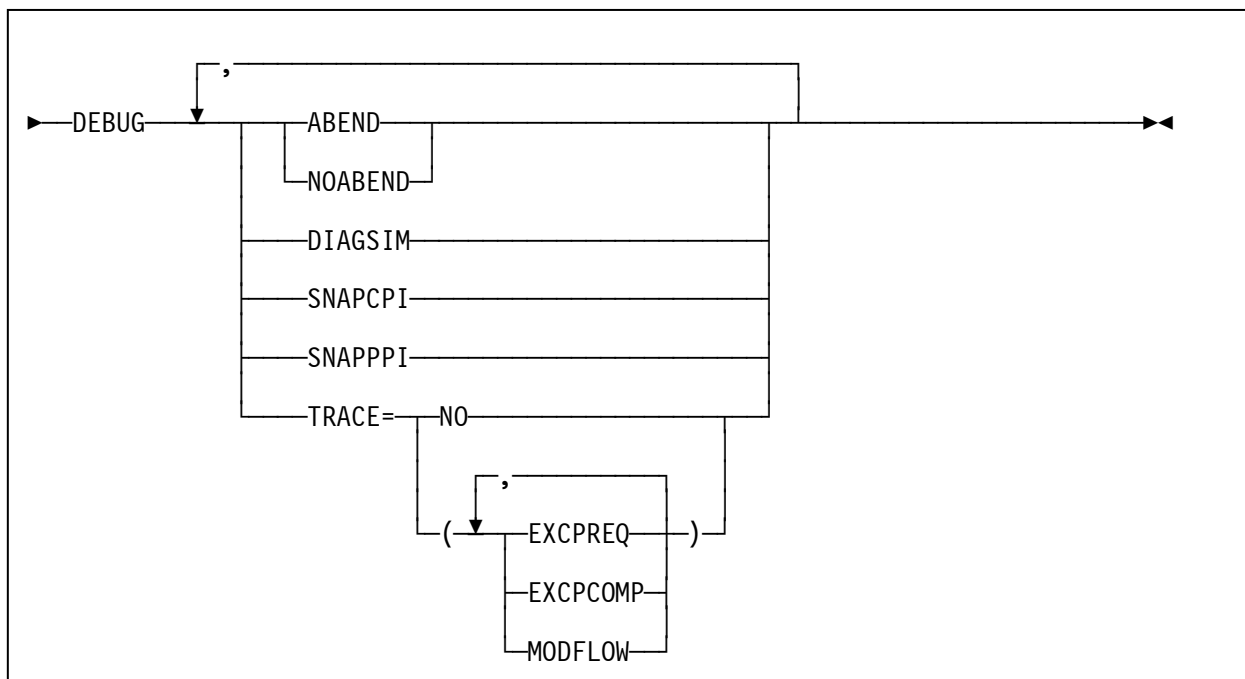 ,
DEBUG ABEND
NOABEND
DIAGSIM
SNAPCPI
SNAPPPI
TRACE= NO
,
( EXCPREQ )
EXCPCOMP
MODFLOW